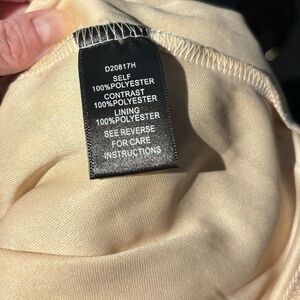 D20817H
SELF
100%POLYESTER
CONTRAST
100%POLYESTER
LINING
100%POLYESTER
SEE REVERSE
FOR CARE
INSTRUCTIONS